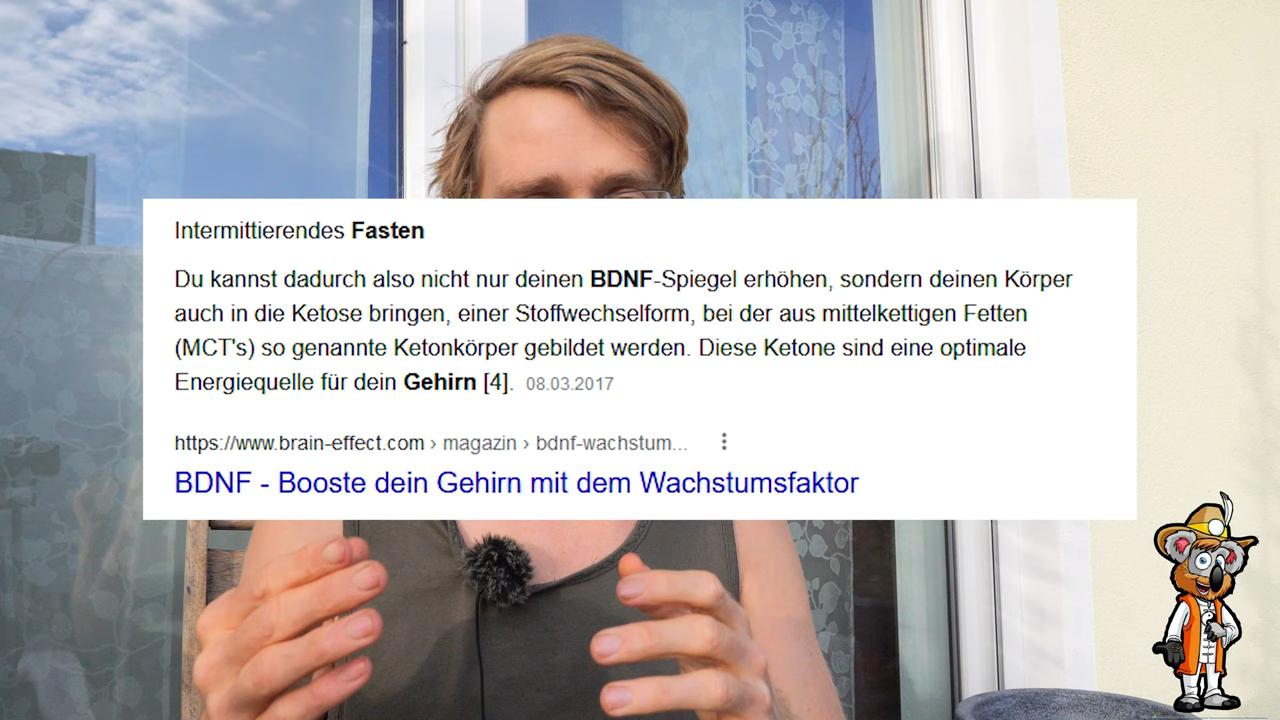 Intermittierendes Fasten
Du kannst dadurch also nicht nur deinen BDNF-Spiegel erhöhen, sondern deinen Körper
auch in die Ketose bringen, einer Stoffwechselform, bei der aus mittelkettigen Fetten
(MCT's) so genannte Ketonkörper gebildet werden. Diese Ketone sind eine optimale
Energiequelle für dein Gehirn [4]. 08.03.2017
https://www.brain-effect.com › magazin › bdnf-wachstum...
BDNF - Booste dein Gehirn mit dem Wachstumsfaktor